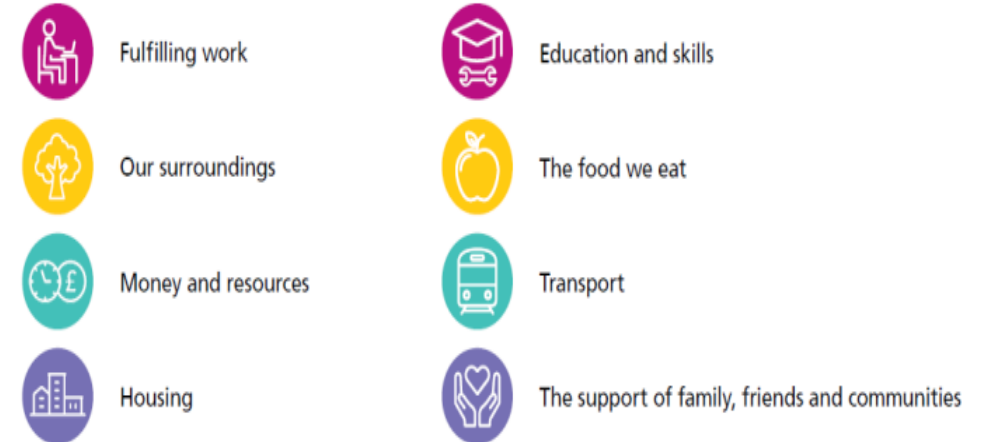 Fulfilling work
Education and skills
Our surroundings
The food we eat
£
Money and resources
Transport
Housing
The support of family, friends and communities